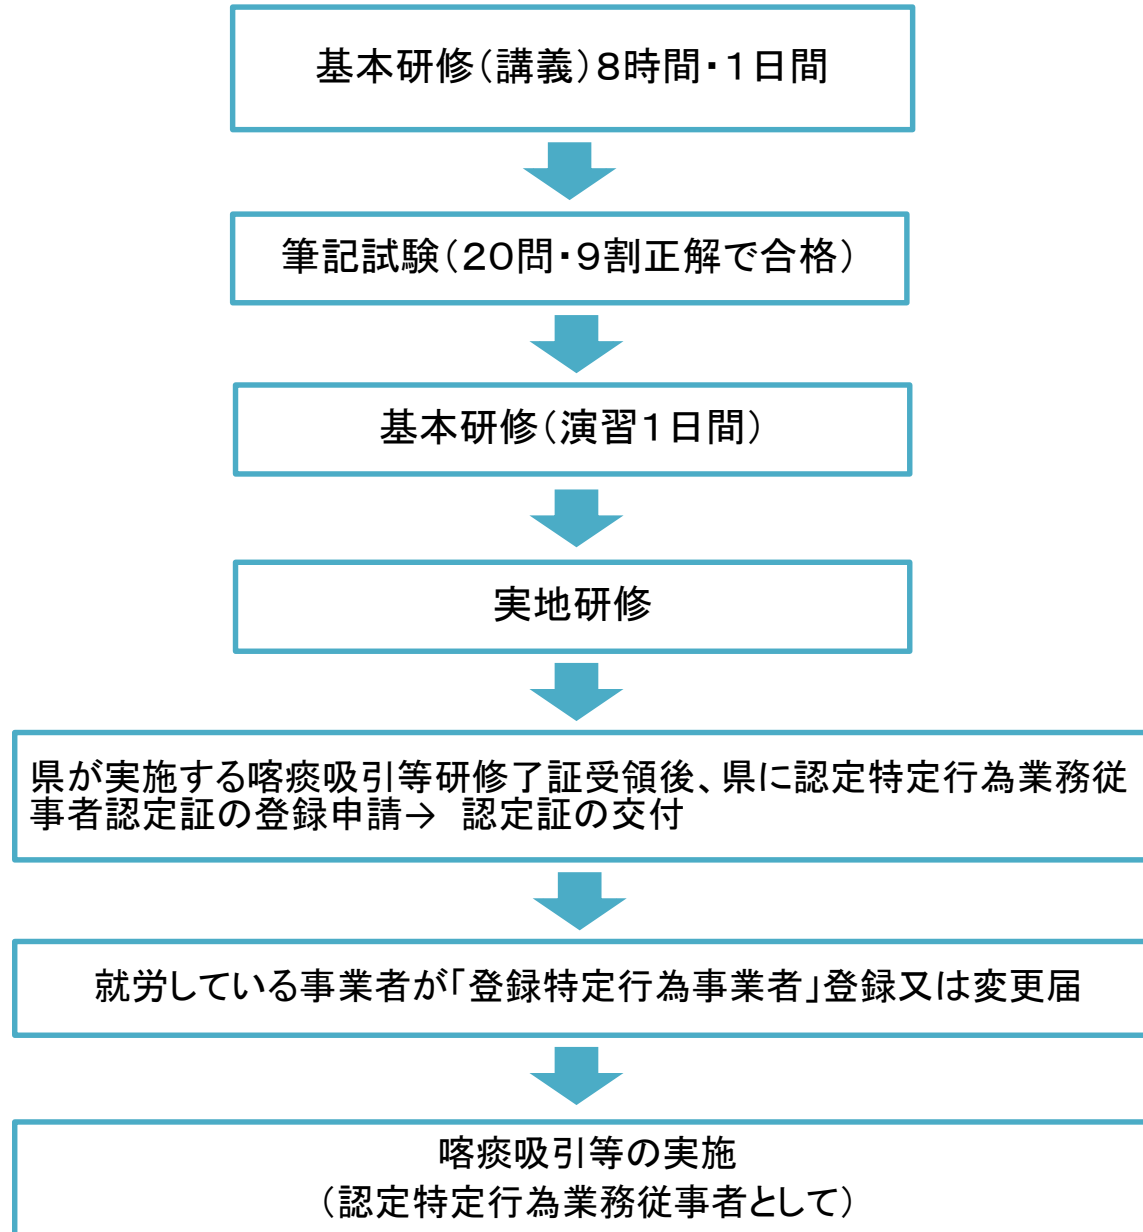 基本研修（講義）８時間・１日間
筆記試験（２０問・９割正解で合格）
基本研修（演習１日間）
実地研修
県が実施する喀痰吸引等研修了証受領後、県に認定特定行為業務従
事者認定証の登録申請→　認定証の交付
就労している事業者が「登録特定行為事業者」登録又は変更届
喀痰吸引等の実施
（認定特定行為業務従事者として）